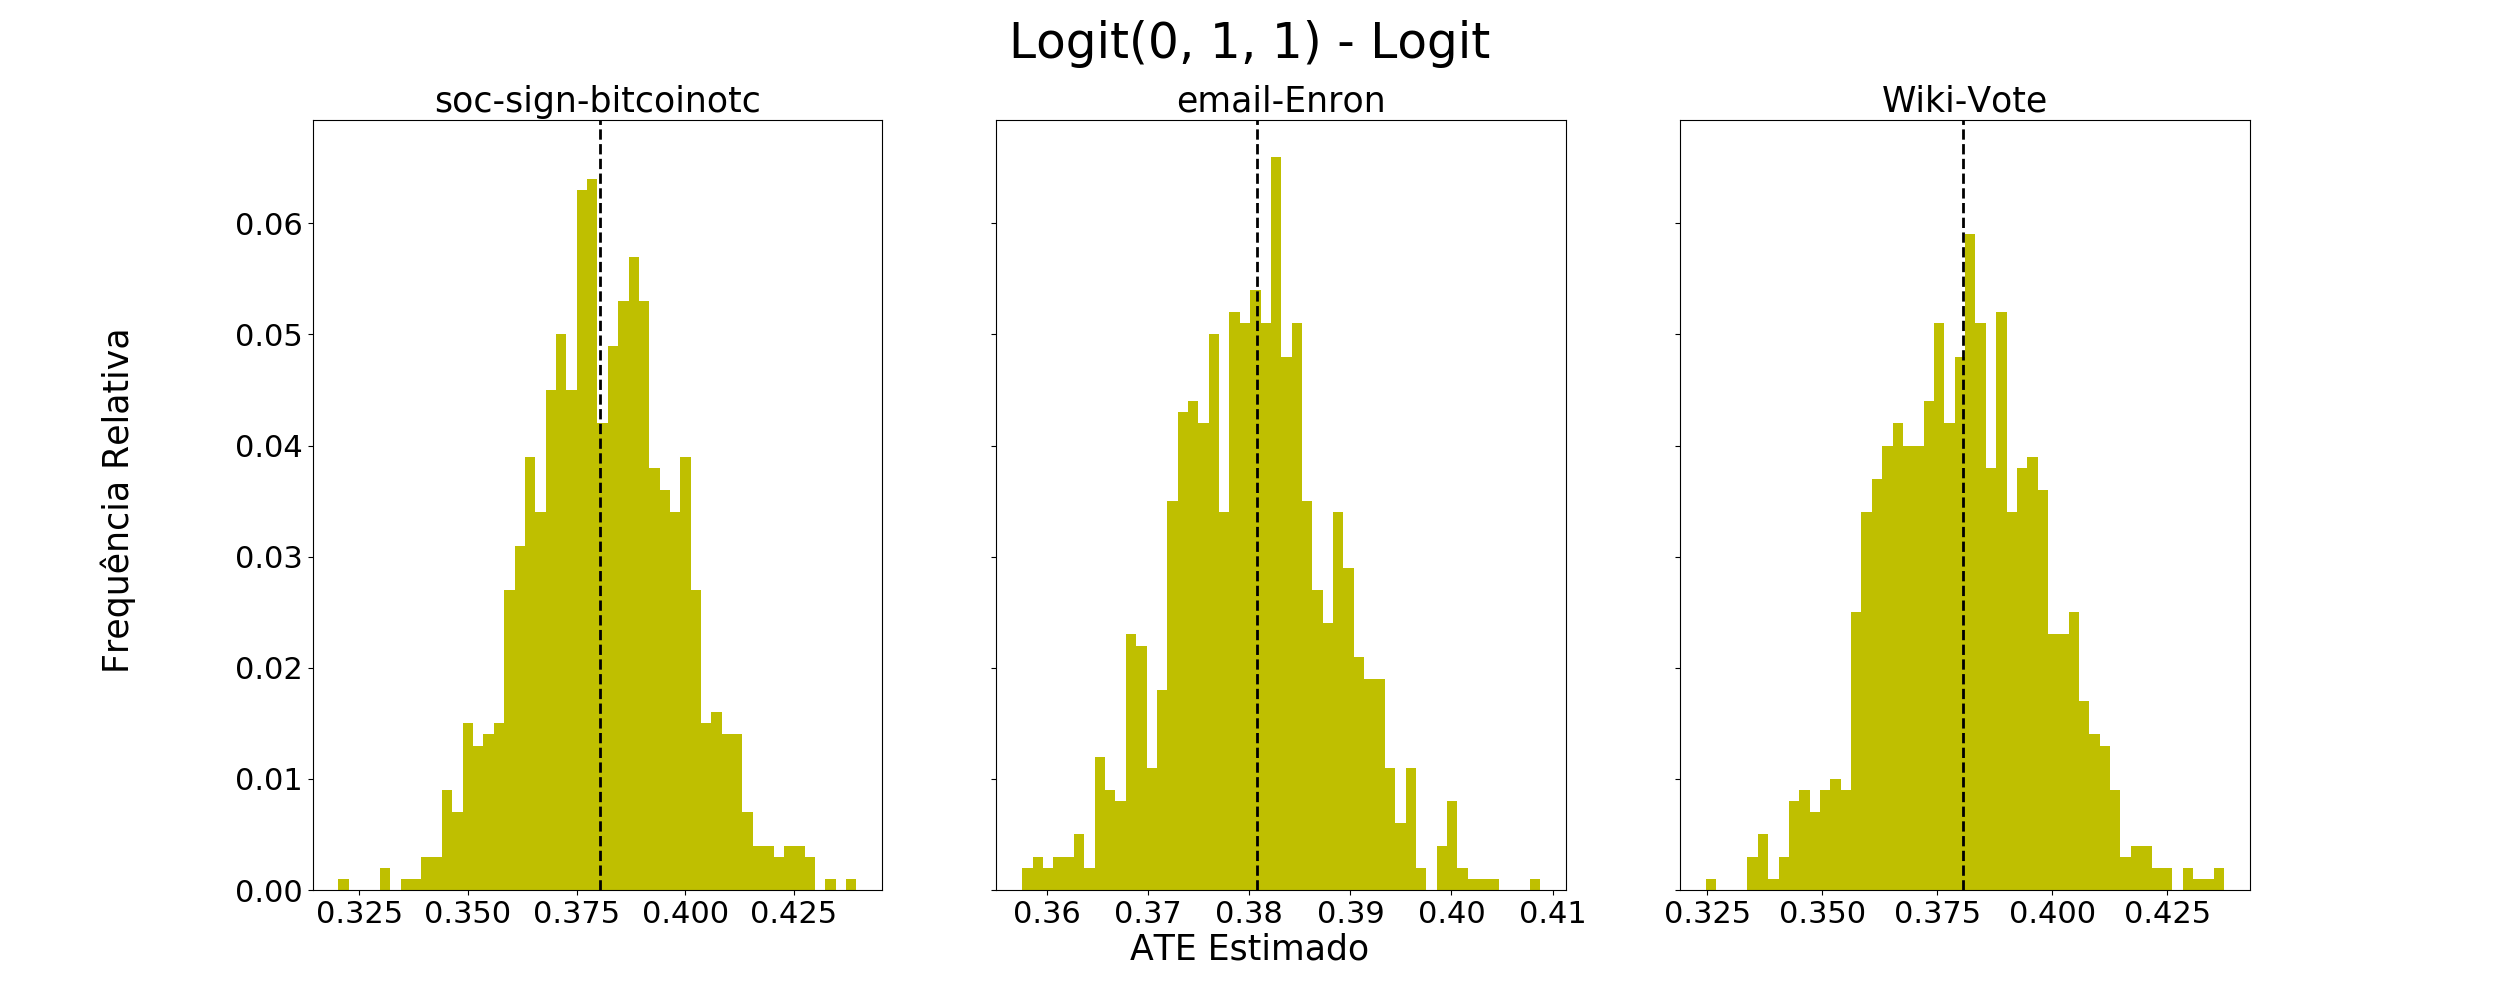 Logit(0, 1, 1) - Logit
soc-sign-bitcoinotc
email-Enron
Wiki-Vote
Frequência Relativa
0.06
0.05
0.04
0.03
0.02
0.01
0.00
0.325 0.350 0.375 0.400 0.425
0.36 0.37 0.38 0.39 0.40 0.41
0.325 0.350 0.375 0.400 0.425
ATE Estimado